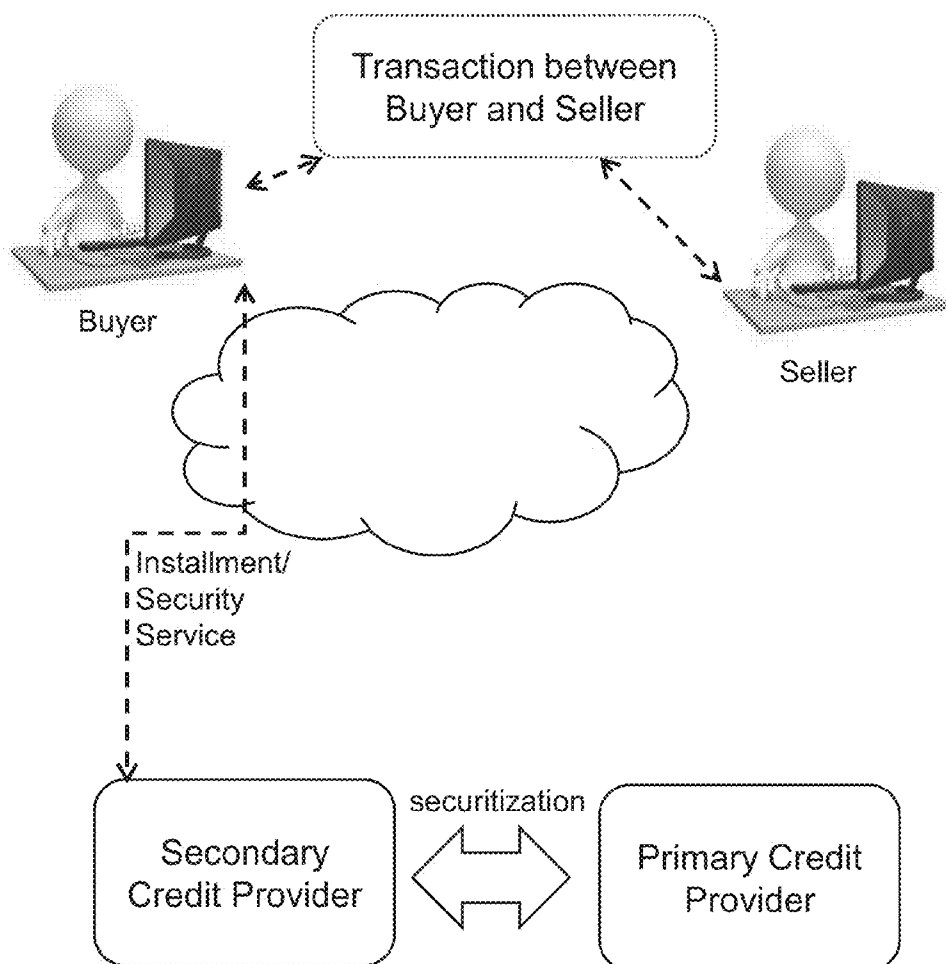 Transaction between
Buyer and Seller
Buyer
Seller
Installment/
Security
Service
securitization
Secondary
Credit Provider
Primary Credit
Provider